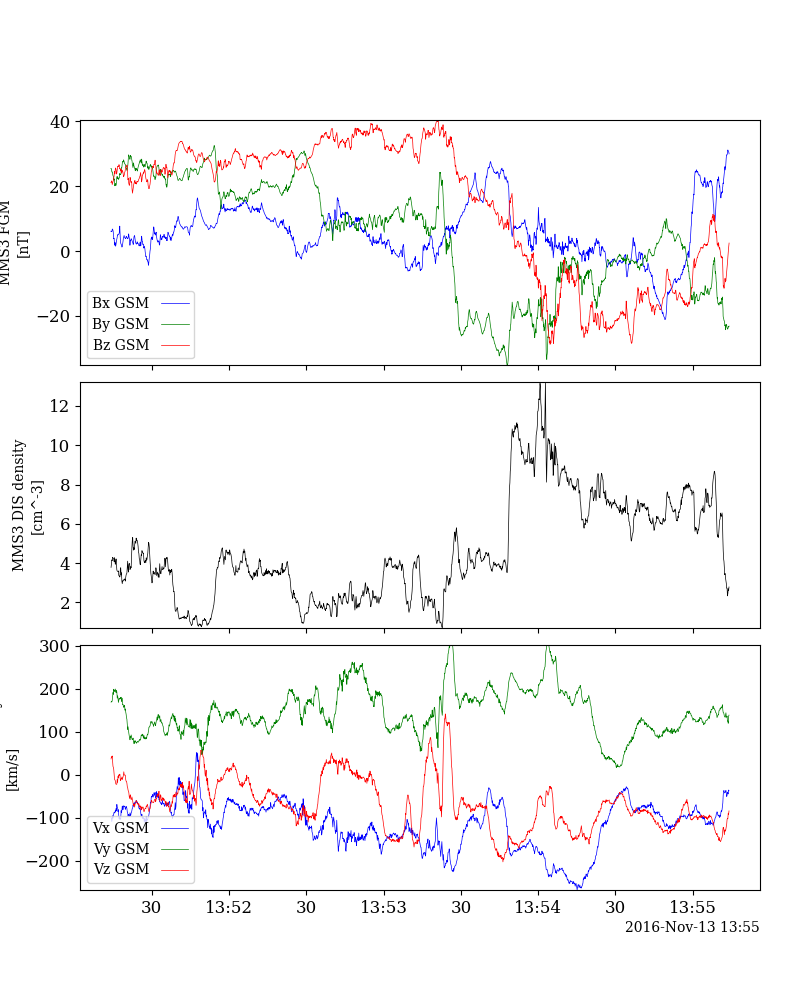 40
20
0
−20
MMS3 FGM
[nT]
Bx GSM
By GSM
Bz GSM
12
10
8
6
4
2
MMS3 DIS density
[cm^-3]
300
200
100
0
−100
−200
[km/s]
Vx GSM
Vy GSM
Vz GSM
30 13:52 30 13:53 30 13:54 30 13:55
2016-Nov-13 13:55